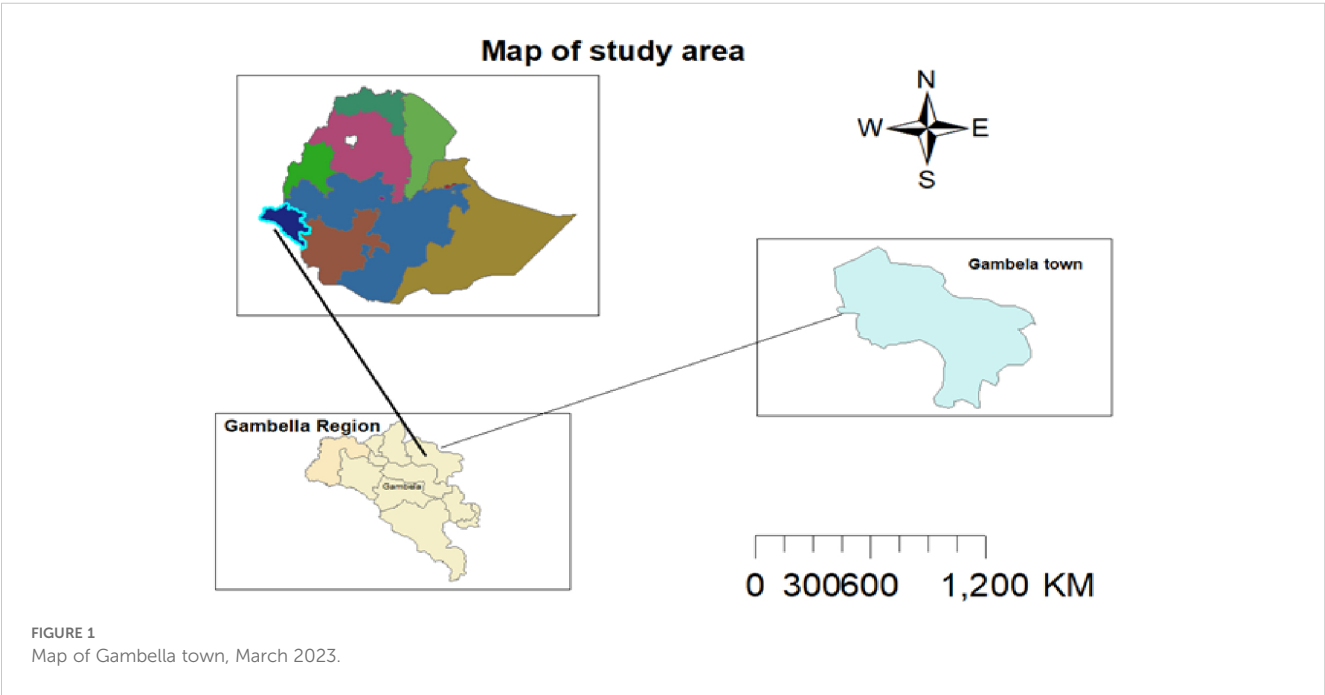 Map of study area
N
W E
S
Gambela town
Gambella Region
Gambela
0 300600 1,200 KM
FIGURE 1
Map of Gambella town, March 2023.